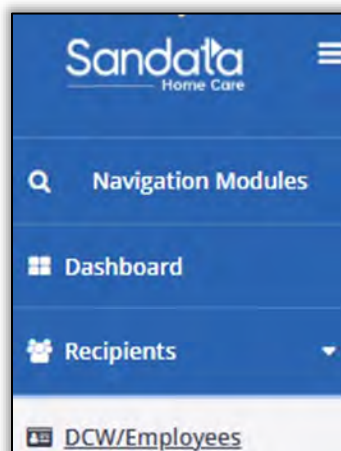 Sandata
Home Care
Navigation Modules
Dashboard
Recipients
DCW/Employees